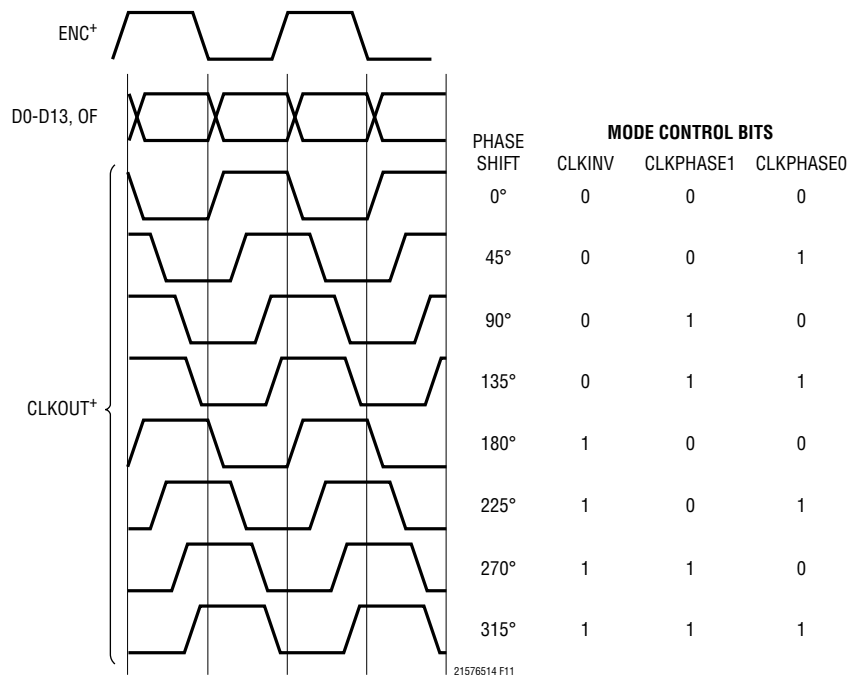 ENC+
D0-D13, OF
CLKOUT+
PHASE SHIFT
MODE CONTROL BITS
CLKINV CLKPHASE1 CLKPHASE0
0° 0 0 0
45° 0 0 1
90° 0 1 0
135° 0 1 1
180° 1 0 0
225° 1 0 1
270° 1 1 0
315° 1 1 1
21576514 F11